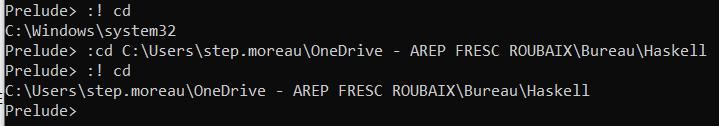 Prelude> :! cd
C:\Windows\system32
Prelude> :cd C:\Users\step.moreau\OneDrive - AREP FRESC ROUBAIX\Bureau\Haskell
Prelude> :! cd
C:\Users\step.moreau\OneDrive - AREP FRESC ROUBAIX\Bureau\Haskell
Prelude>